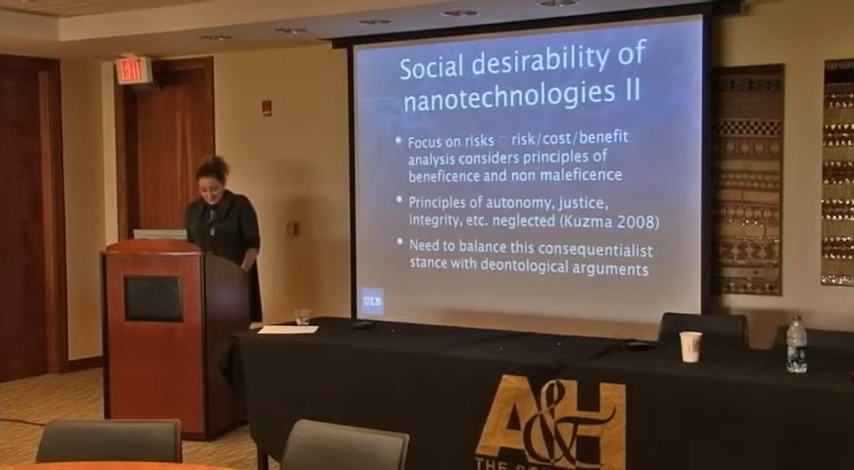 EXIT
Social desirability of
nanotechnologies II
Focus on risks risk/cost/benefit
analysis considers principles of
beneficence and non maleficence
Principles of autonomy, justice,
integrity, etc. neglected (Kuzma 2008)
Need to balance this consequentialist
stance with deontological arguments
ULB
A&H
THE